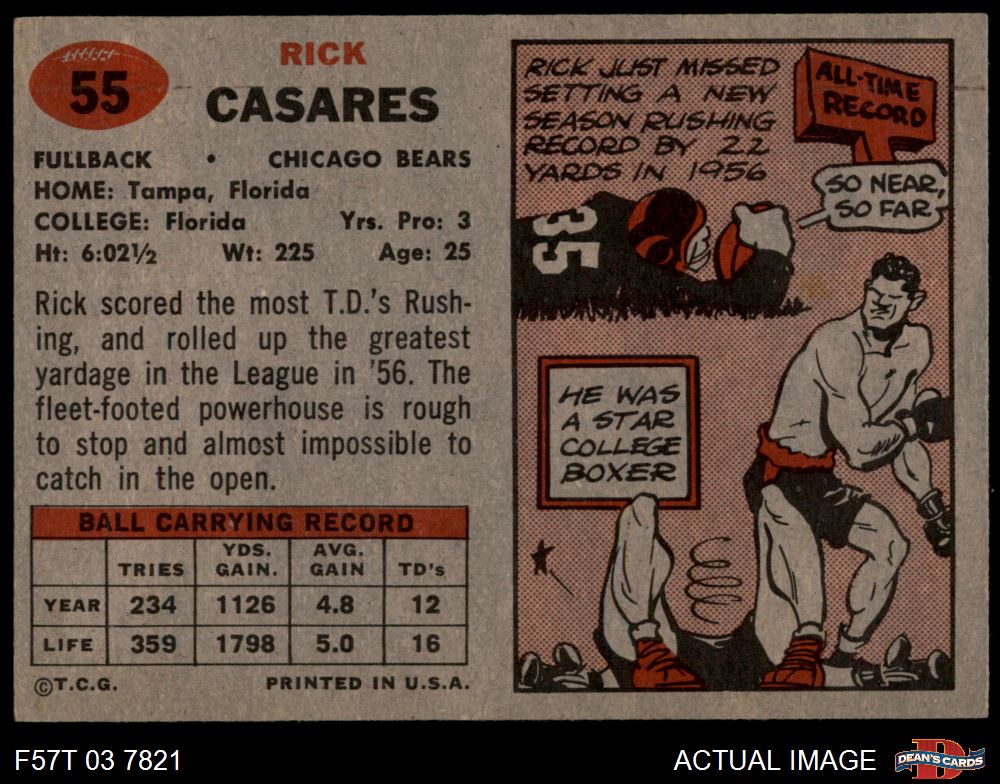 55
RICK
CASARES
FULLBACK • CHICAGO BEARS
HOME: Tampa, Florida
COLLEGE: Florida Yrs. Pro: 3
Ht: 6:02½ Wt: 225 Age: 25
Rick scored the most T.D.'s Rush-
ing, and rolled up the greatest
yardage in the League in '56. The
fleet-footed powerhouse is rough
to stop and almost impossible to
catch in the open.
BALL CARRYING RECORD
TRIES YDS. GAIN. AVG. GAIN TD's
YEAR 234 1126 4.8 12
LIFE 359 1798 5.0 16
©T.C.G. PRINTED IN U.S.A.
RICK JUST MISSED
SETTING A NEW
SEASON RUSHING
RECORD BY 22
YARDS IN 1956
ALL-TIME
RECORD
SO NEAR,
SO FAR
35
HE WAS
A STAR
COLLEGE
BOXER
F57T 03 7821 ACTUAL IMAGE
D
DEAN'S CARDS